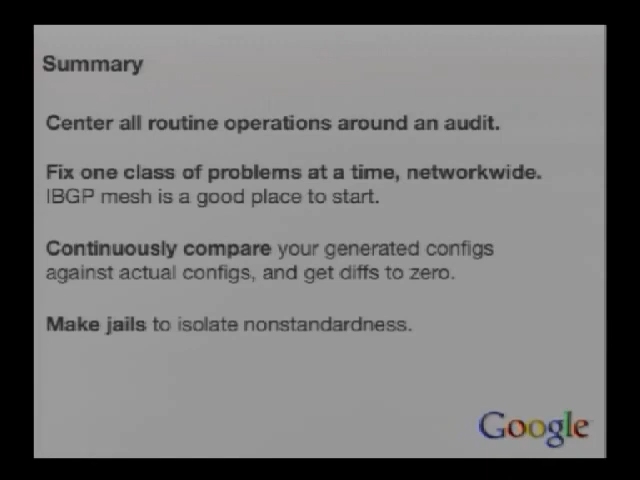 Summary
Center all routine operations around an audit.
Fix one class of problems at a time, networkwide.
IBGP mesh is a good place to start.
Continuously compare your generated configs
against actual configs, and get diffs to zero.
Make jails to isolate nonstandardness.
Google